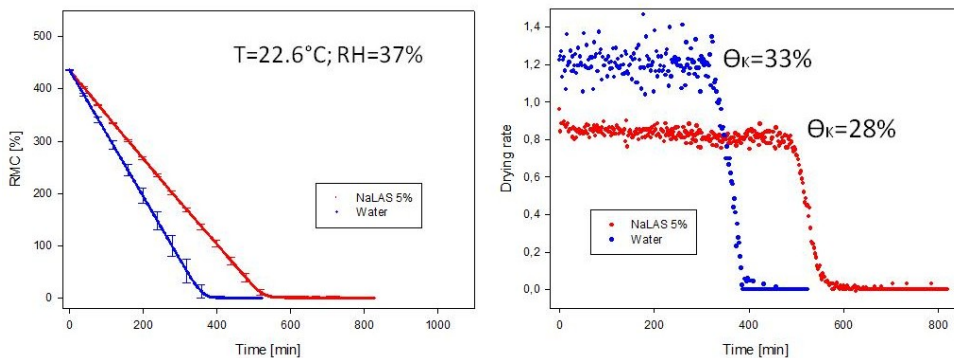 500
400
300
200
100
0
RMC [%]
T=22.6°C; RH=37%
NaLAS 5%
Water
0
200
400
600
800
1000
Time [min]
1,4
1,2
1,0
0,8
0,6
0,4
0,2
0,0
Drying rate
ΘK=33%
ΘK=28%
NaLAS 5%
Water
0
200
400
600
800
Time [min]